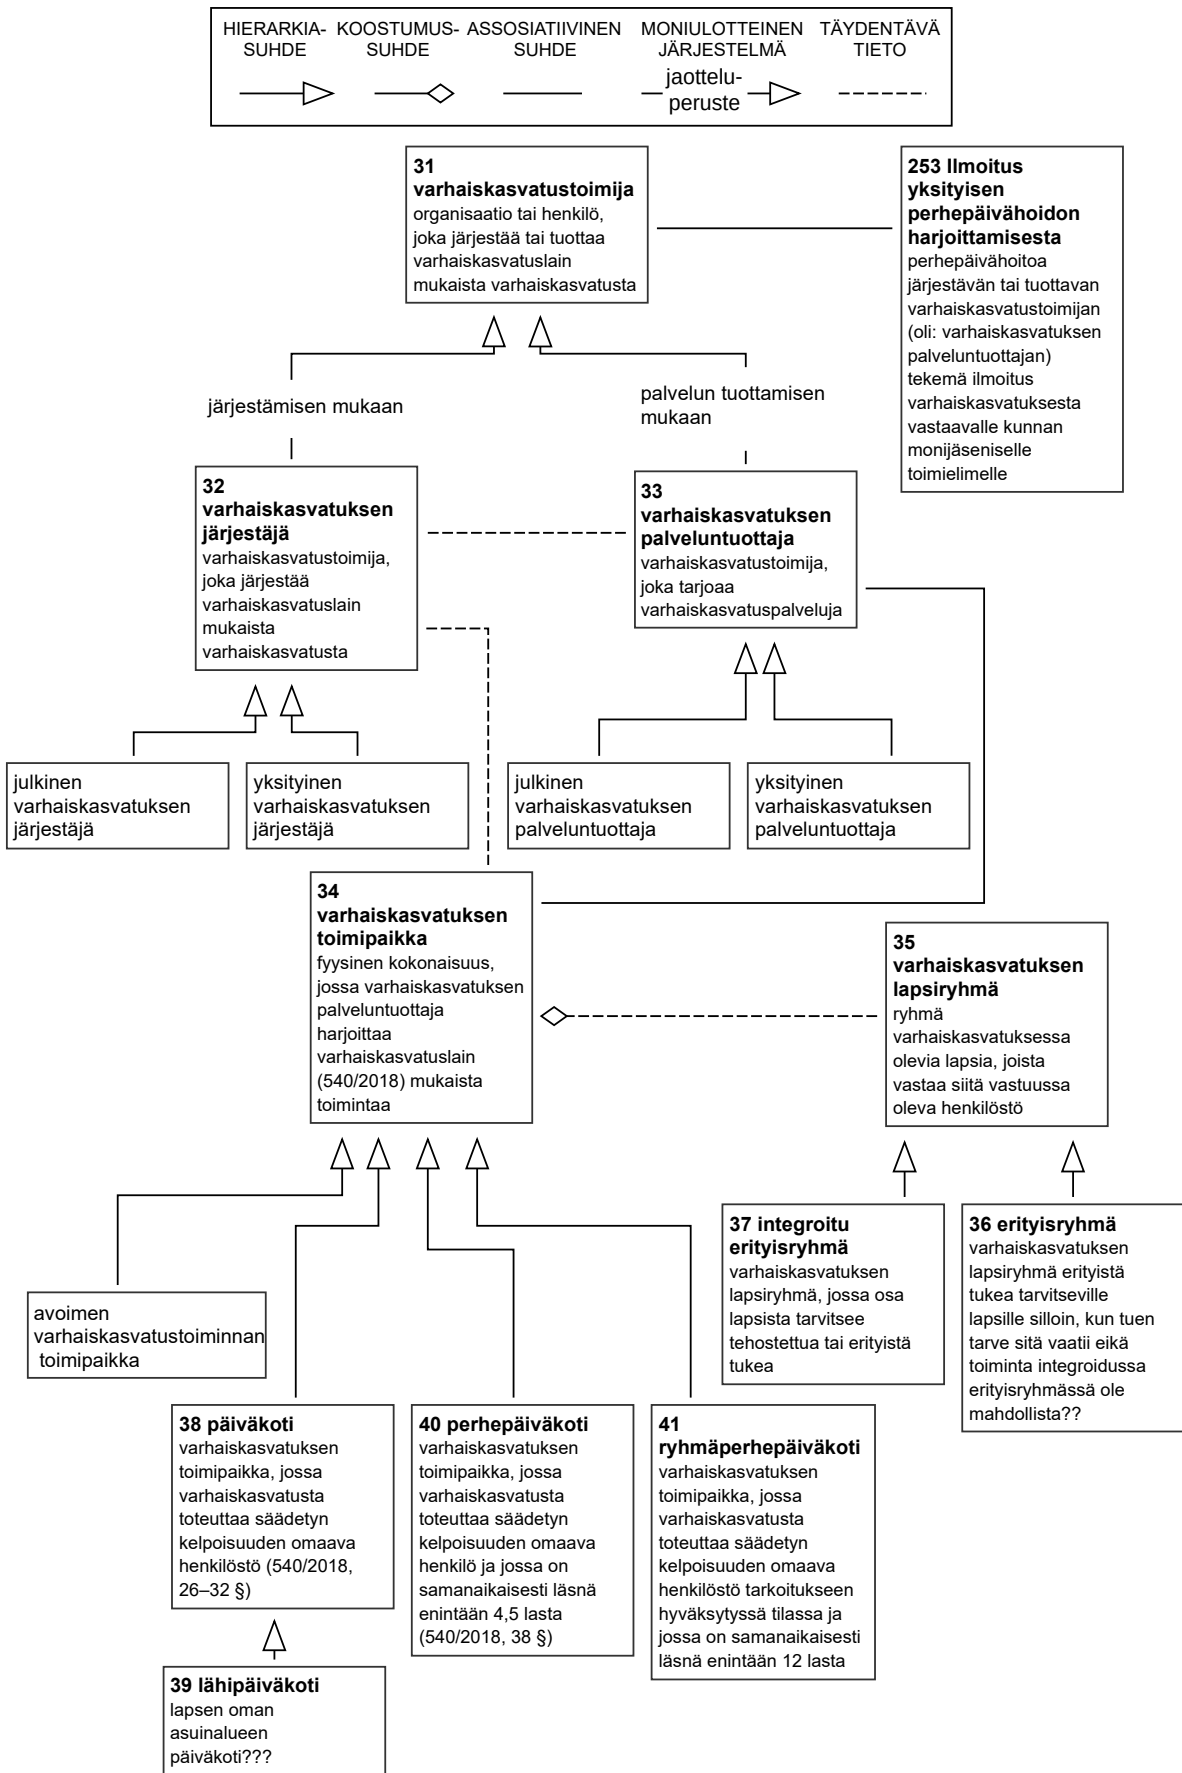 HIERARKIA-
SUHDE
KOOSTUMUS-
SUHDE
ASSOSIATIIVINEN
SUHDE
MONIULOTTEINEN
JÄRJESTELMÄ
jaottelu-
peruste
TÄYDENTÄVÄ
TIETO
31
varhaiskasvatustoimija
organisaatio tai henkilö,
joka järjestää tai tuottaa
varhaiskasvatuslain
mukaista varhaiskasvatusta
253 Ilmoitus
yksityisen
perhepäivähoidon
harjoittamisesta
perhepäivähoitoa
järjestävän tai tuottavan
varhaiskasvatustoimijan
(oli: varhaiskasvatuksen
palveluntuottajan)
tekemä ilmoitus
varhaiskasvatuksesta
vastaavalle kunnan
monijäseniselle
toimielimelle
järjestämisen mukaan
palvelun tuottamisen
mukaan
32
varhaiskasvatuksen
järjestäjä
varhaiskasvatustoimija,
joka järjestää
varhaiskasvatuslain
mukaista
varhaiskasvatusta
33
varhaiskasvatuksen
palveluntuottaja
varhaiskasvatustoimija,
joka tarjoaa
varhaiskasvatuspalveluja
julkinen
varhaiskasvatuksen
järjestäjä
yksityinen
varhaiskasvatuksen
järjestäjä
julkinen
varhaiskasvatuksen
palveluntuottaja
yksityinen
varhaiskasvatuksen
palveluntuottaja
34
varhaiskasvatuksen
toimipaikka
fyysinen kokonaisuus,
jossa varhaiskasvatuksen
palveluntuottaja
harjoittaa
varhaiskasvatuslain
(540/2018) mukaista
toimintaa
35
varhaiskasvatuksen
lapsiryhmä
ryhmä
varhaiskasvatuksessa
olevia lapsia, joista
vastaa siitä vastuussa
oleva henkilöstö
37 integroitu
erityisryhmä
varhaiskasvatuksen
lapsiryhmä, jossa osa
lapsista tarvitsee
tehostettua tai erityistä
tukea
36 erityisryhmä
varhaiskasvatuksen
lapsiryhmä erityistä
tukea tarvitseville
lapsille silloin, kun tuen
tarve sitä vaatii eikä
toiminta integroidussa
erityisryhmässä ole
mahdollista??
avoimen
varhaiskasvatustoiminnan
toimipaikka
38 päiväkoti
varhaiskasvatuksen
toimipaikka, jossa
varhaiskasvatusta
toteuttaa säädetyn
kelpoisuuden omaava
henkilöstö (540/2018,
26–32 §)
40 perhepäiväkoti
varhaiskasvatuksen
toimipaikka, jossa
varhaiskasvatusta
toteuttaa säädetyn
kelpoisuuden omaava
henkilö ja jossa on
samanaikaisesti läsnä
enintään 4,5 lasta
(540/2018, 38 §)
41
ryhmäperhepäiväkoti
varhaiskasvatuksen
toimipaikka, jossa
varhaiskasvatusta
toteuttaa säädetyn
kelpoisuuden omaava
henkilöstö tarkoitukseen
hyväksytyssä tilassa ja
jossa on samanaikaisesti
läsnä enintään 12 lasta
39 lähipäiväkoti
lapsen oman
asuinalueen
päiväkoti???